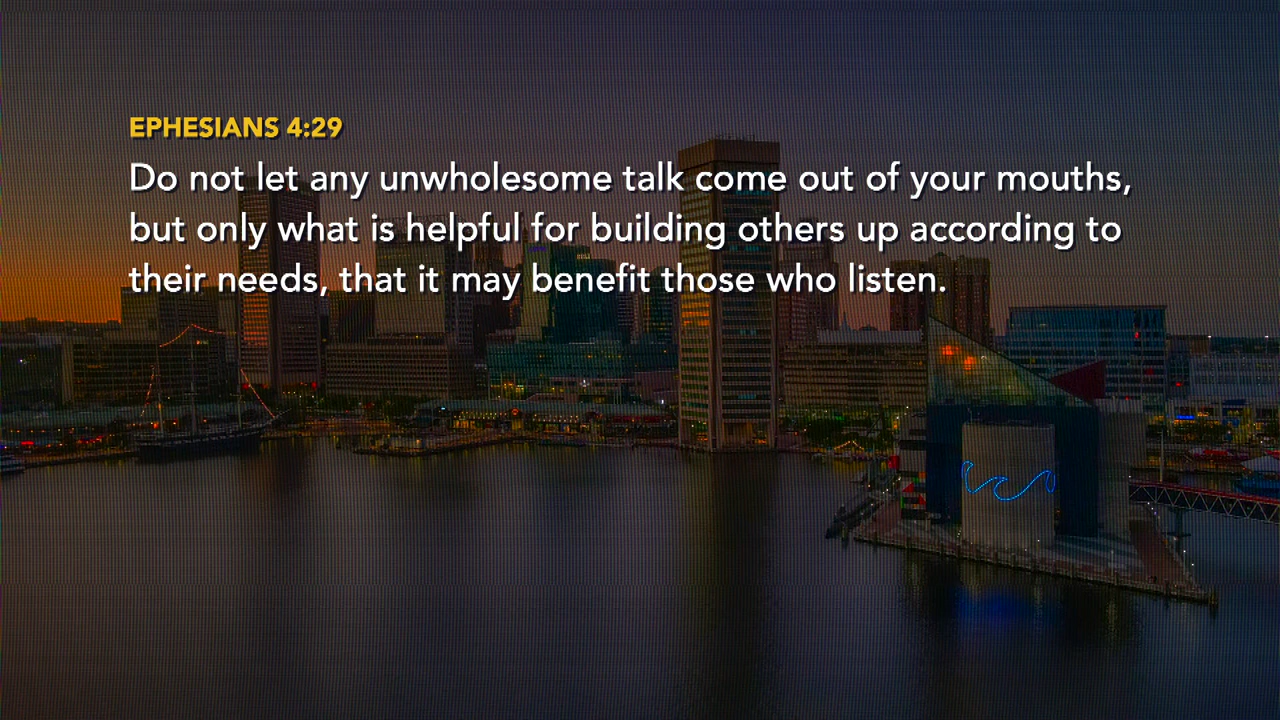 EPHESIANS 4:29
Do not let any unwholesome talk come out of your mouths,
but only what is helpful for building others up according to
their needs, that it may benefit those who listen.